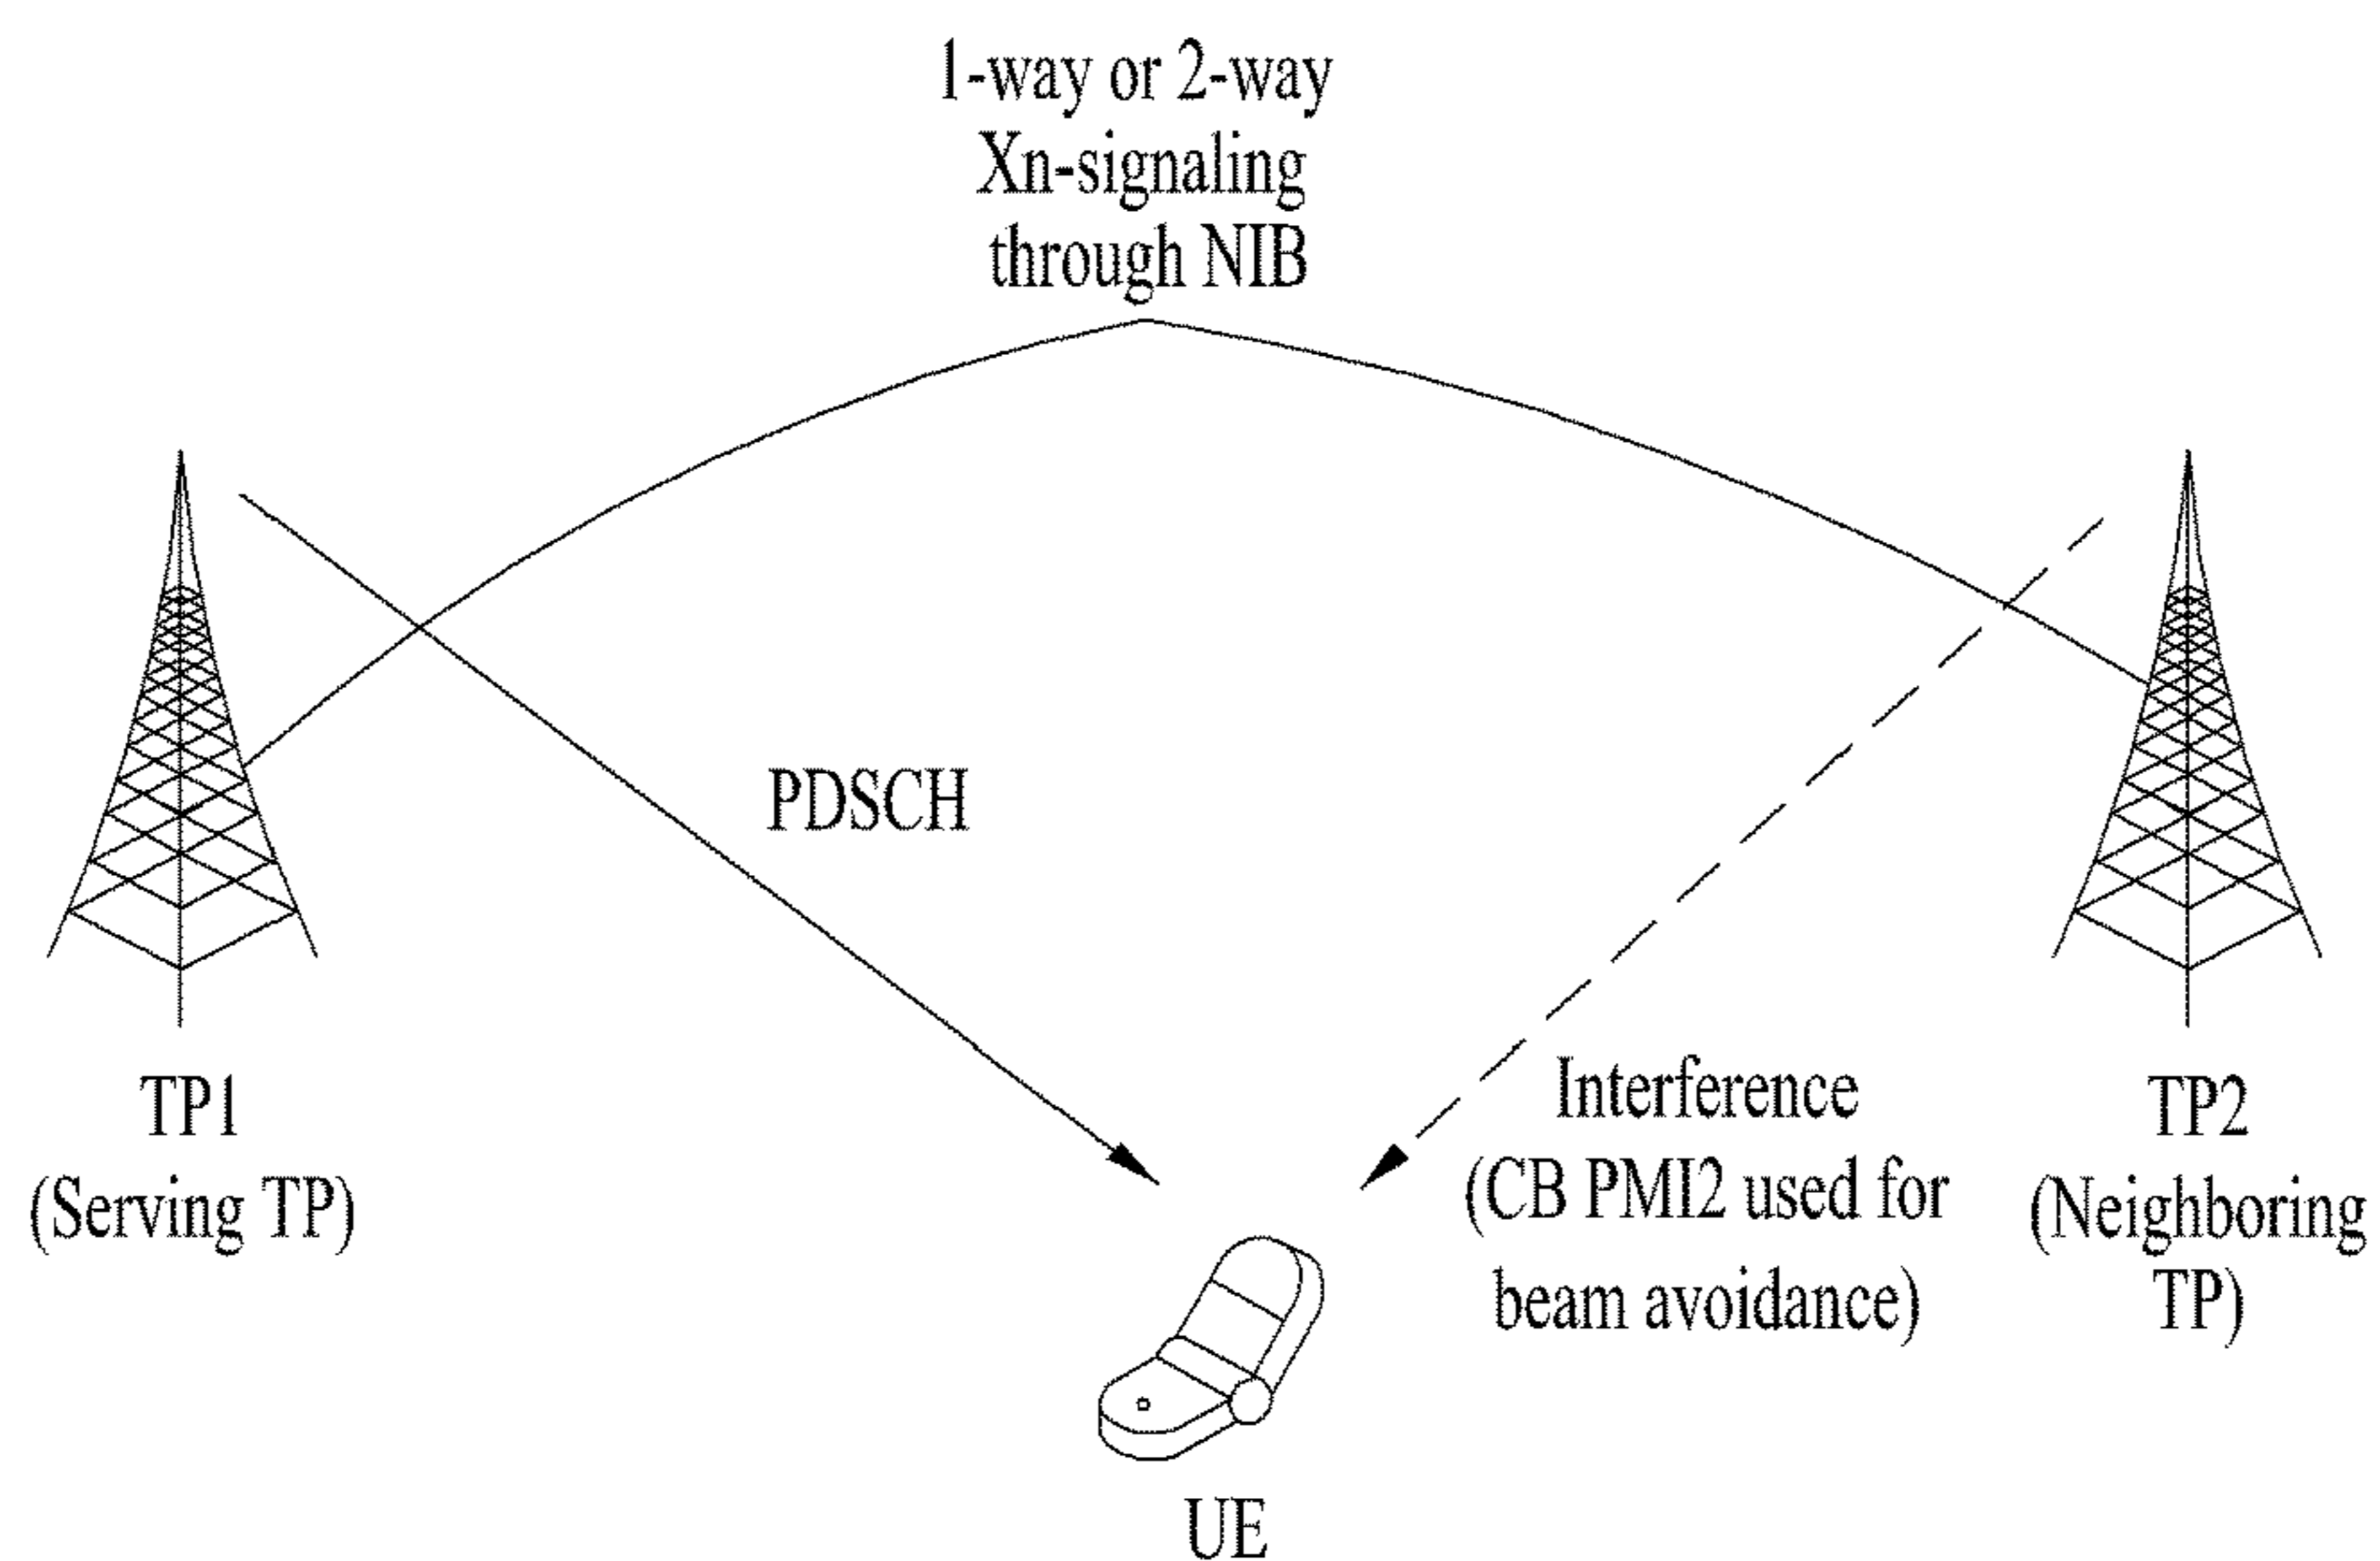 1-way or 2-way
Xn-signaling
through NIB
PDSCH
TP1
(Serving TP)
Interference
(CB PMI2 used for
beam avoidance)
TP2
(Neighboring
TP)
UE